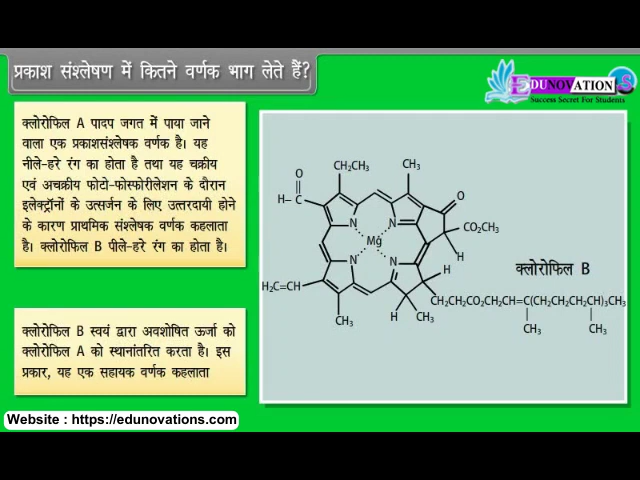 प्रकाश संश्लेषण में कितने वर्णक भाग लेते हैं?
EDUNOVATIONS
Success Secret For Students
क्लोरोफिल A पादप जगत में पाया जाने
वाला एक प्रकाशसंश्लेषक वर्णक है। यह
नीले-हरे रंग का होता है तथा यह चक्रीय
एवं अचक्रीय फोटो-फोस्फोरीलेशन के दौरान
इलेक्ट्रॉनों के उत्सर्जन के लिए उत्तरदायी होने
के कारण प्राथमिक संश्लेषक वर्णक कहलाता
है। क्लोरोफिल B पीले-हरे रंग का होता है।
क्लोरोफिल B स्वयं द्वारा अवशोषित ऊर्जा को
क्लोरोफिल A को स्थानांतरित करता है। इस
प्रकार, यह एक सहायक वर्णक कहलाता
O
CH₂CH₃
CH₃
H–C
O
N
N
CO₂CH₃
Mg
H
N
N
H
क्लोरोफिल B
H₂C=CH
CH₂CH₂CO₂CH₂CH=C(CH₂CH₂CH₂CH)₃CH₃
CH₃
H
CH₃
CH₃
CH₃
Website : https://edunovations.com